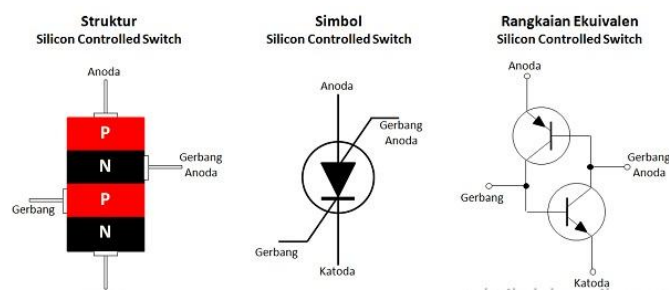 Struktur
Silicon Controlled Switch
Anoda
P
N
P
N
Gerbang
Anoda
Gerbang
Simbol
Silicon Controlled Switch
Anoda
Gerbang
Anoda
Gerbang
Katoda
Rangkaian Ekuivalen
Silicon Controlled Switch
Anoda
Gerbang
Anoda
Gerbang
Katoda